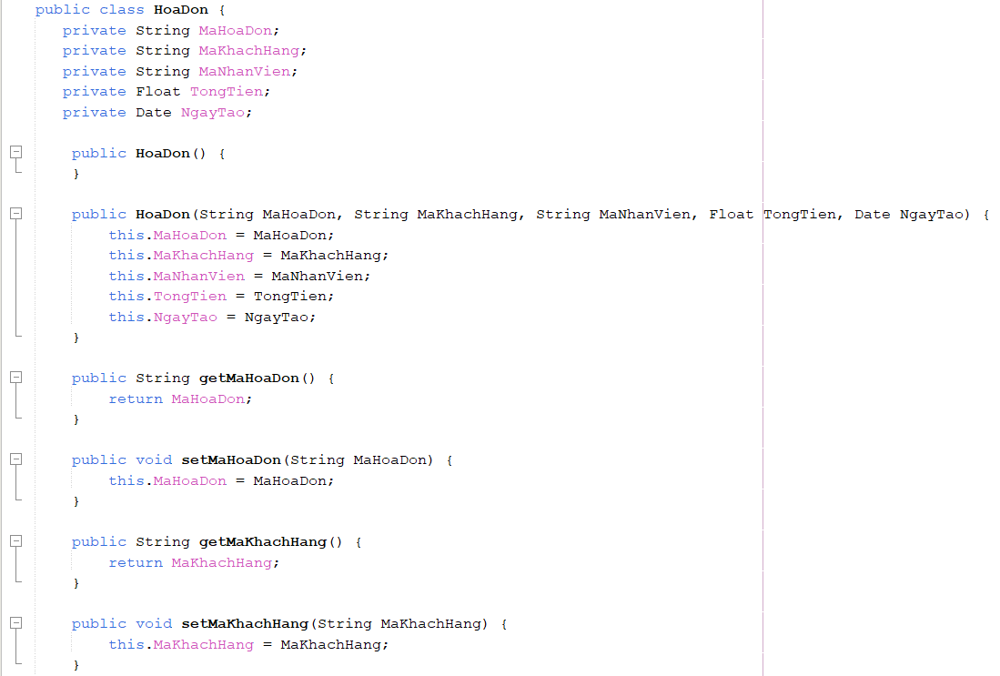 public class HoaDon {
private String MaHoaDon;
private String MaKhachHang;
private String MaNhanVien;
private Float TongTien;
private Date NgayTao;
public HoaDon() {
}
public HoaDon(String MaHoaDon, String MaKhachHang, String MaNhanVien, Float TongTien, Date NgayTao) {
this.MaHoaDon = MaHoaDon;
this.MaKhachHang = MaKhachHang;
this.MaNhanVien = MaNhanVien;
this.TongTien = TongTien;
this.NgayTao = NgayTao;
}
public String getMaHoaDon() {
return MaHoaDon;
}
public void setMaHoaDon(String MaHoaDon) {
this.MaHoaDon = MaHoaDon;
}
public String getMaKhachHang() {
return MaKhachHang;
}
public void setMaKhachHang(String MaKhachHang) {
this.MaKhachHang = MaKhachHang;
}